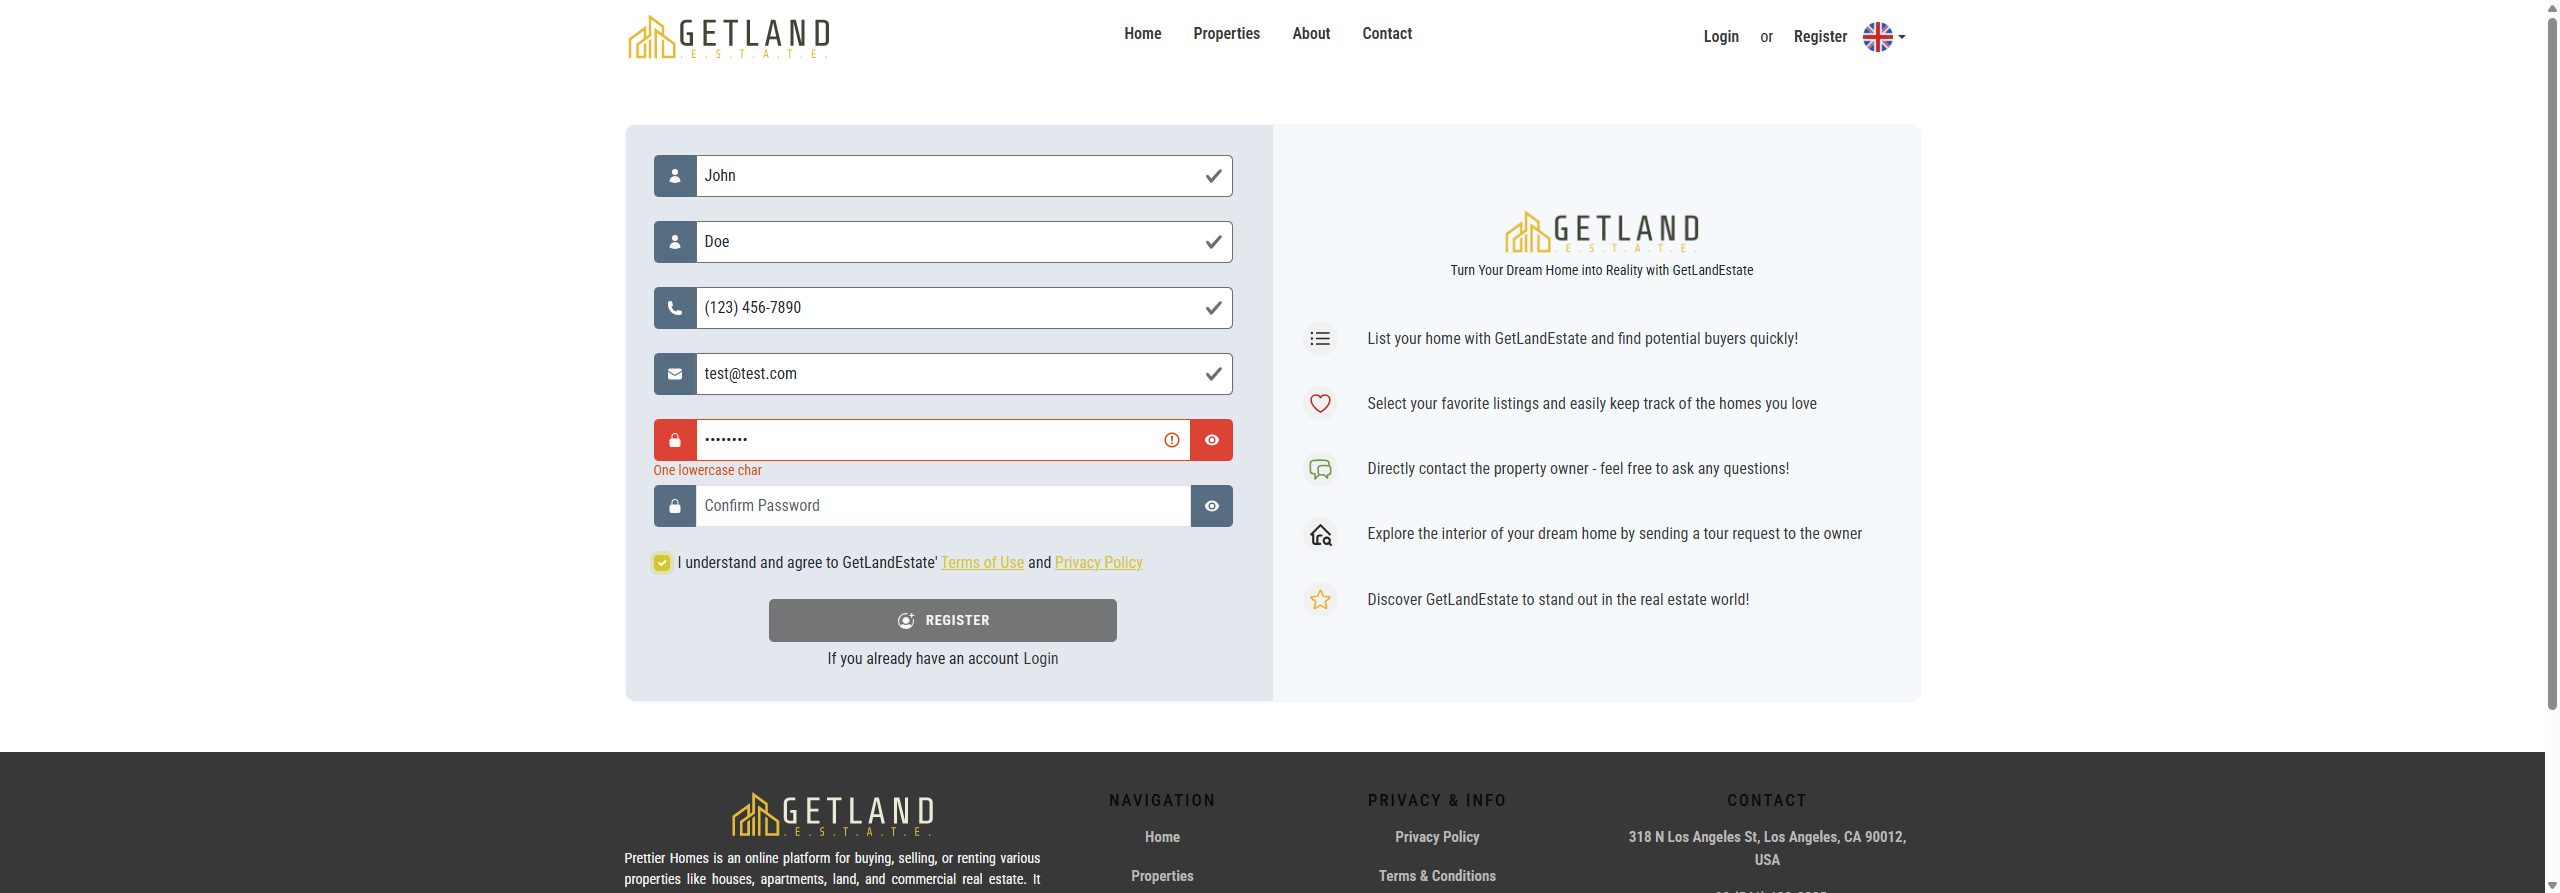 GETLAND
.E.S.T.A.T.E.
Home
Properties
About
Contact
Login
or
Register
John
Doe
(123) 456-7890
test@test.com
••••••••
One lowercase char
Confirm Password
I understand and agree to GetLandEstate' Terms of Use and Privacy Policy
REGISTER
If you already have an account Login
GETLAND
.E.S.T.A.T.E.
Turn Your Dream Home into Reality with GetLandEstate
List your home with GetLandEstate and find potential buyers quickly!
Select your favorite listings and easily keep track of the homes you love
Directly contact the property owner - feel free to ask any questions!
Explore the interior of your dream home by sending a tour request to the owner
Discover GetLandEstate to stand out in the real estate world!
GETLAND
.E.S.T.A.T.E.
Prettier Homes is an online platform for buying, selling, or renting various
properties like houses, apartments, land, and commercial real estate. It
NAVIGATION
Home
Properties
PRIVACY & INFO
Privacy Policy
Terms & Conditions
CONTACT
318 N Los Angeles St, Los Angeles, CA 90012,
USA